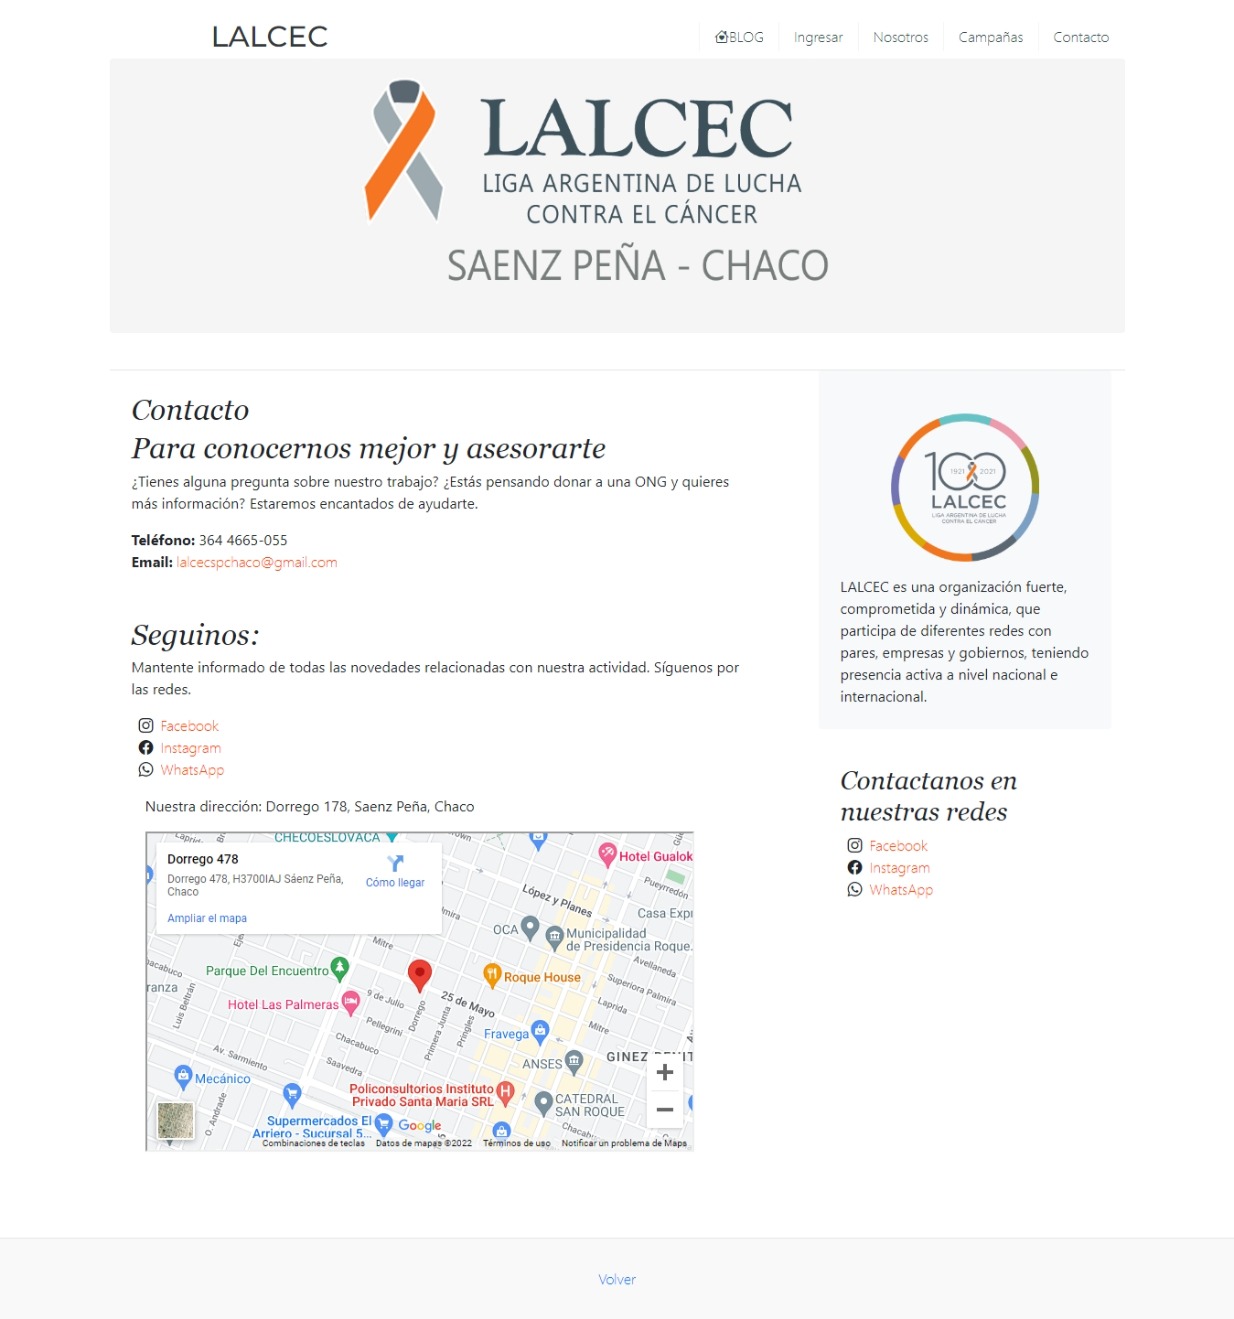 LALCEC
BLOG
Ingresar
Nosotros
Campañas
Contacto
LALCEC
LIGA ARGENTINA DE LUCHA
CONTRA EL CÁNCER
SAENZ PEÑA - CHACO
Contacto
Para conocernos mejor y asesorarte
¿Tienes alguna pregunta sobre nuestro trabajo? ¿Estás pensando donar a una ONG y quieres
más información? Estaremos encantados de ayudarte.
Teléfono: 364 4665-055
Email: lalcecspchaco@gmail.com
Seguinos:
Mantente informado de todas las novedades relacionadas con nuestra actividad. Síguenos por
las redes.
Facebook
Instagram
WhatsApp
Nuestra dirección: Dorrego 178, Saenz Peña, Chaco
CHECOESLOVACA
Dorrego 478
Dorrego 478, H3700IAJ Sáenz Peña,
Chaco
Cómo llegar
Ampliar el mapa
Hotel Gualok
Pueyrredón
López y Planes
Casa Expi
OCA
Municipalidad
de Presidencia Roque.
Mitre
Avellaneda
Parque Del Encuentro
Roque House
Superiora Palmira
ranza
Luis Beltrán
9 de Julio
Dorrego
25 de Mayo
Laprida
Hotel Las Palmeras
Pellegrini
Primera Junta
Pringles
Mitre
Chacabuco
Fravega
Av. Sarmiento
Saavedra
ANSES
GINEZ BENIT
Mecánico
Policonsultorios Instituto
Privado Santa Maria SRL
CATEDRAL
SAN ROQUE
O. Andrade
Supermercados El
Arriero - Sucursal 5...
Google
Chacabu
Combinaciones de teclas
Datos de mapas ©2022
Términos de uso
Notificar un problema de Maps
100
1921 2021
LALCEC
LIGA ARGENTINA DE LUCHA
CONTRA EL CÁNCER
LALCEC es una organización fuerte,
comprometida y dinámica, que
participa de diferentes redes con
pares, empresas y gobiernos, teniendo
presencia activa a nivel nacional e
internacional.
Contactanos en
nuestras redes
Facebook
Instagram
WhatsApp
Volver